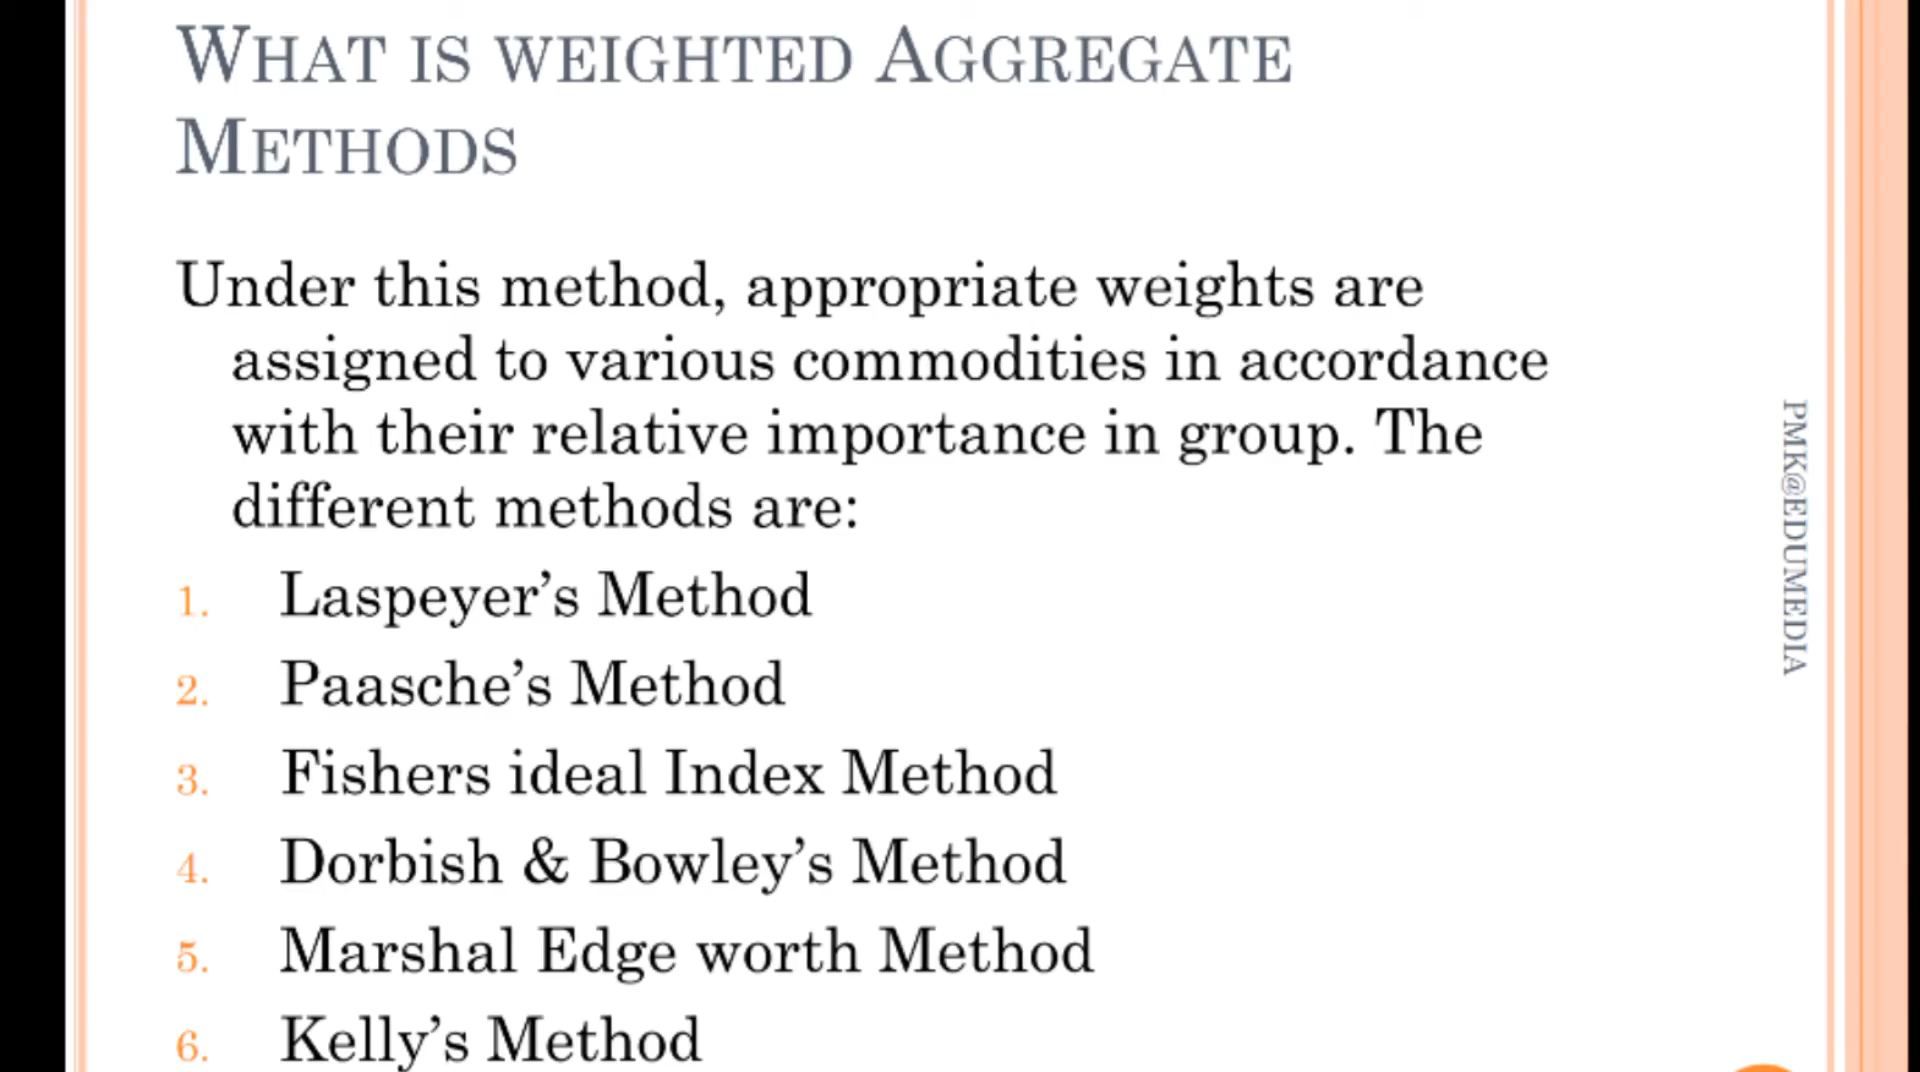 WHAT IS WEIGHTED AGGREGATE
METHODS
Under this method, appropriate weights are
assigned to various commodities in accordance
with their relative importance in group. The
different methods are:
1. Laspeyer’s Method
2. Paasche’s Method
3. Fishers ideal Index Method
4. Dorbish & Bowley’s Method
5. Marshal Edge worth Method
6. Kelly’s Method
PMK@EDUMEDIA